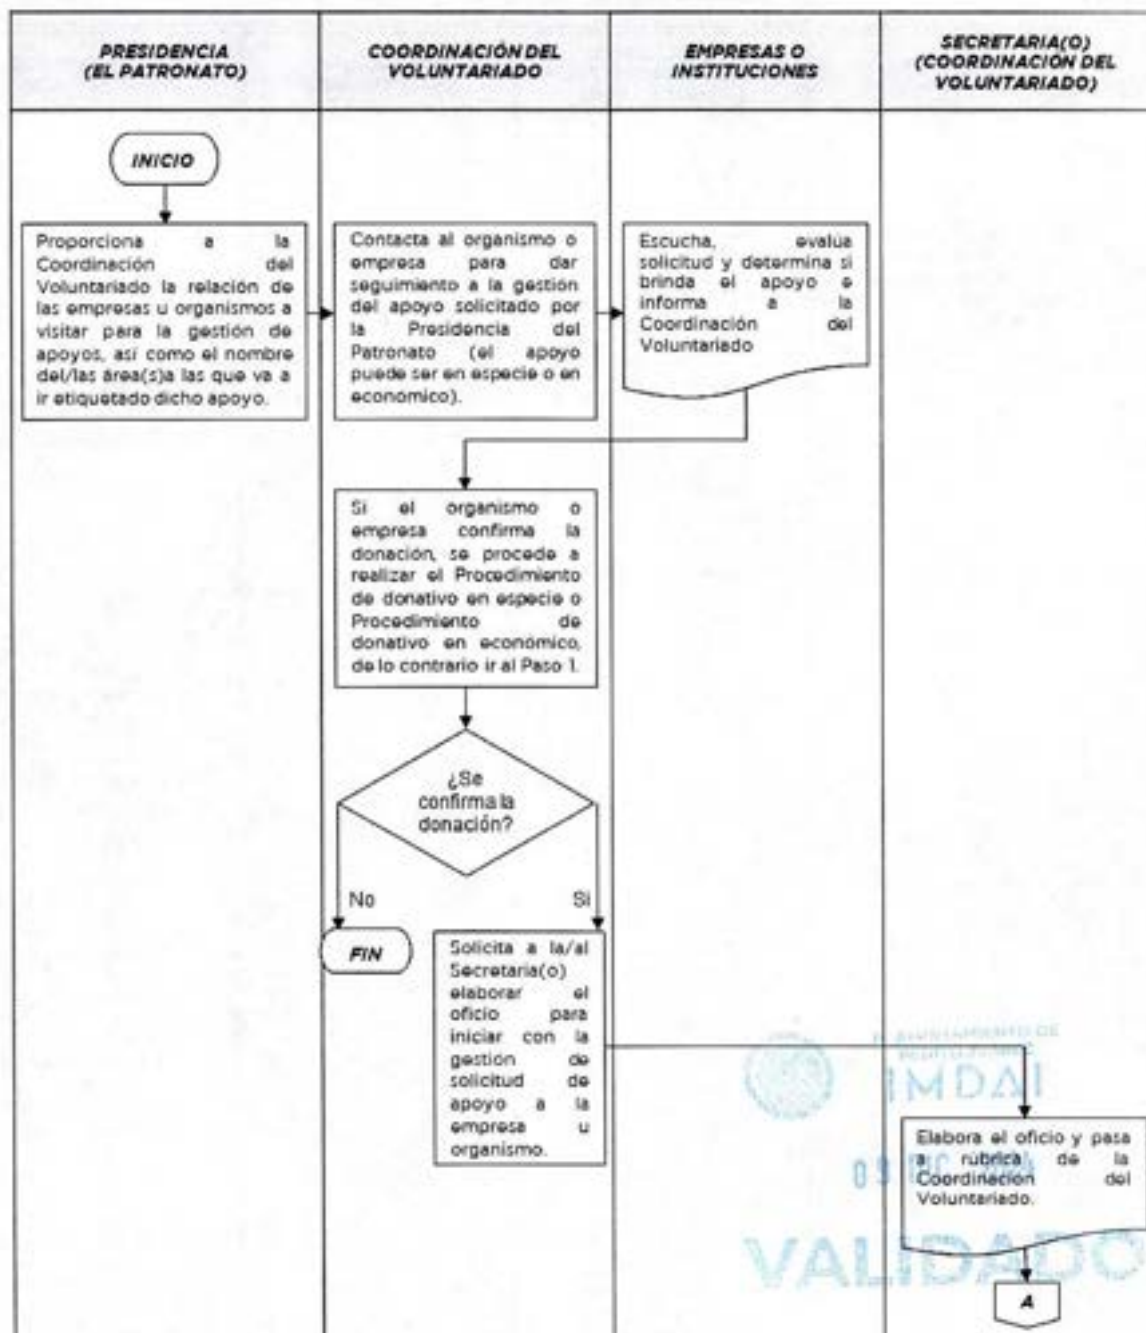 PRESIDENCIA
(EL PATRONATO)
COORDINACIÓN DEL
VOLUNTARIADO
EMPRESAS O
INSTITUCIONES
SECRETARIA(O)
(COORDINACIÓN DEL
VOLUNTARIADO)
INICIO
Proporciona a la
Coordinación del
Voluntariado la relación de
las empresas u organismos a
visitar para la gestión de
apoyos, así como el nombre
del/las área(s)a las que va a
ir etiquetado dicho apoyo.
Contacta al organismo o
empresa para dar
seguimiento a la gestión
del apoyo solicitado por
la Presidencia del
Patronato (el apoyo
puede ser en especie o en
económico).
Escucha, evalúa
solicitud y determina si
brinda el apoyo e
informa a la
Coordinación del
Voluntariado
Si el organismo o
empresa confirma la
donación, se procede a
realizar el Procedimiento
de donativo en especie o
Procedimiento de
donativo en económico,
de lo contrario ir al Paso 1.
¿Se
confirma la
donación?
No
Si
FIN
Solicita a la/al
Secretaria(o)
elaborar el
oficio para
iniciar con la
gestión de
solicitud de
apoyo a la
empresa u
organismo.
AYUNTAMIENTO DE
IMDAI
Elabora el oficio y pasa
a rúbrica de la
Coordinación del
Voluntariado.
09 DIC
VALIDADO
A